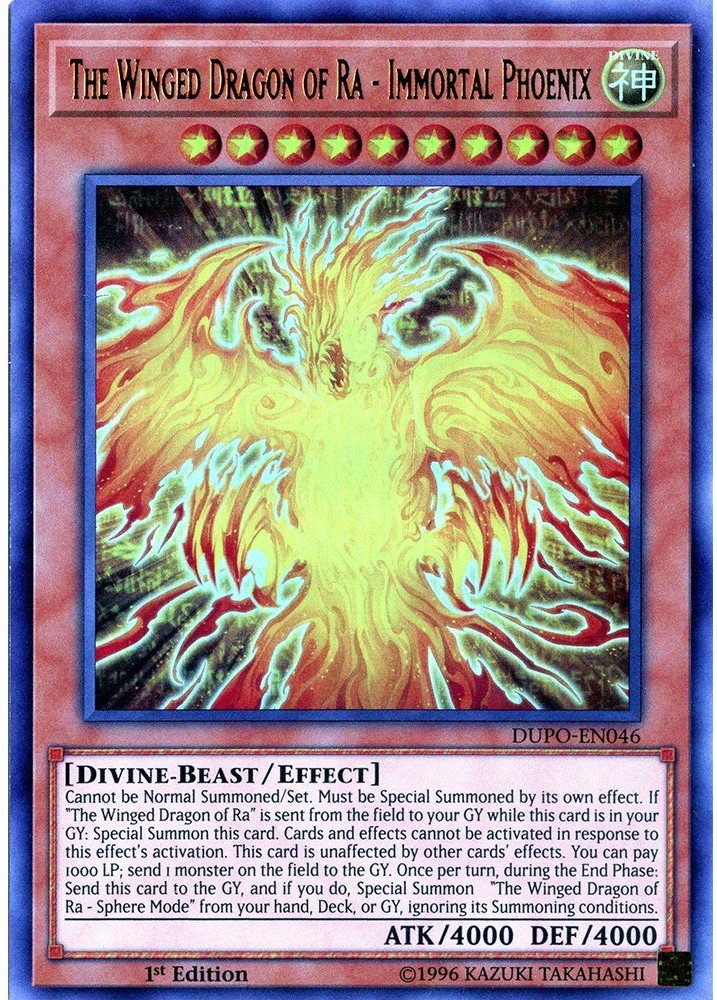 THE WINGED DRAGON OF RA - IMMORTAL PHOENIX
DIVINE
神
DUPO-EN046
[DIVINE-BEAST/EFFECT]
Cannot be Normal Summoned/Set. Must be Special Summoned by its own effect. If
"The Winged Dragon of Ra" is sent from the field to your GY while this card is in your
GY: Special Summon this card. Cards and effects cannot be activated in response to
this effect's activation. This card is unaffected by other cards' effects. You can pay
1000 LP; send 1 monster on the field to the GY. Once per turn, during the End Phase:
Send this card to the GY, and if you do, Special Summon "The Winged Dragon of
Ra - Sphere Mode" from your hand, Deck, or GY, ignoring its Summoning conditions.
ATK/4000 DEF/4000
1st Edition ©1996 KAZUKI TAKAHASHI